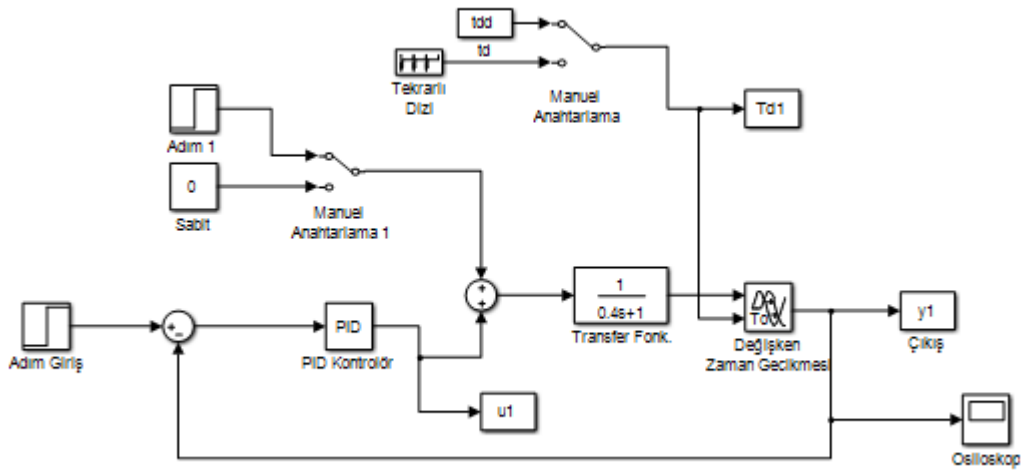 tdd
td
Tekrarlı
Dizi
Manuel
Anahtarlama
Td1
Adım 1
0
Sabit
Manuel
Anahtarlama 1
+
+
1
0.4s+1
Transfer Fonk.
Td
Değişken
Zaman Gecikmesi
y1
Çıkış
Adım Giriş
+
−
PID
PID Kontrolör
u1
Osiloskop